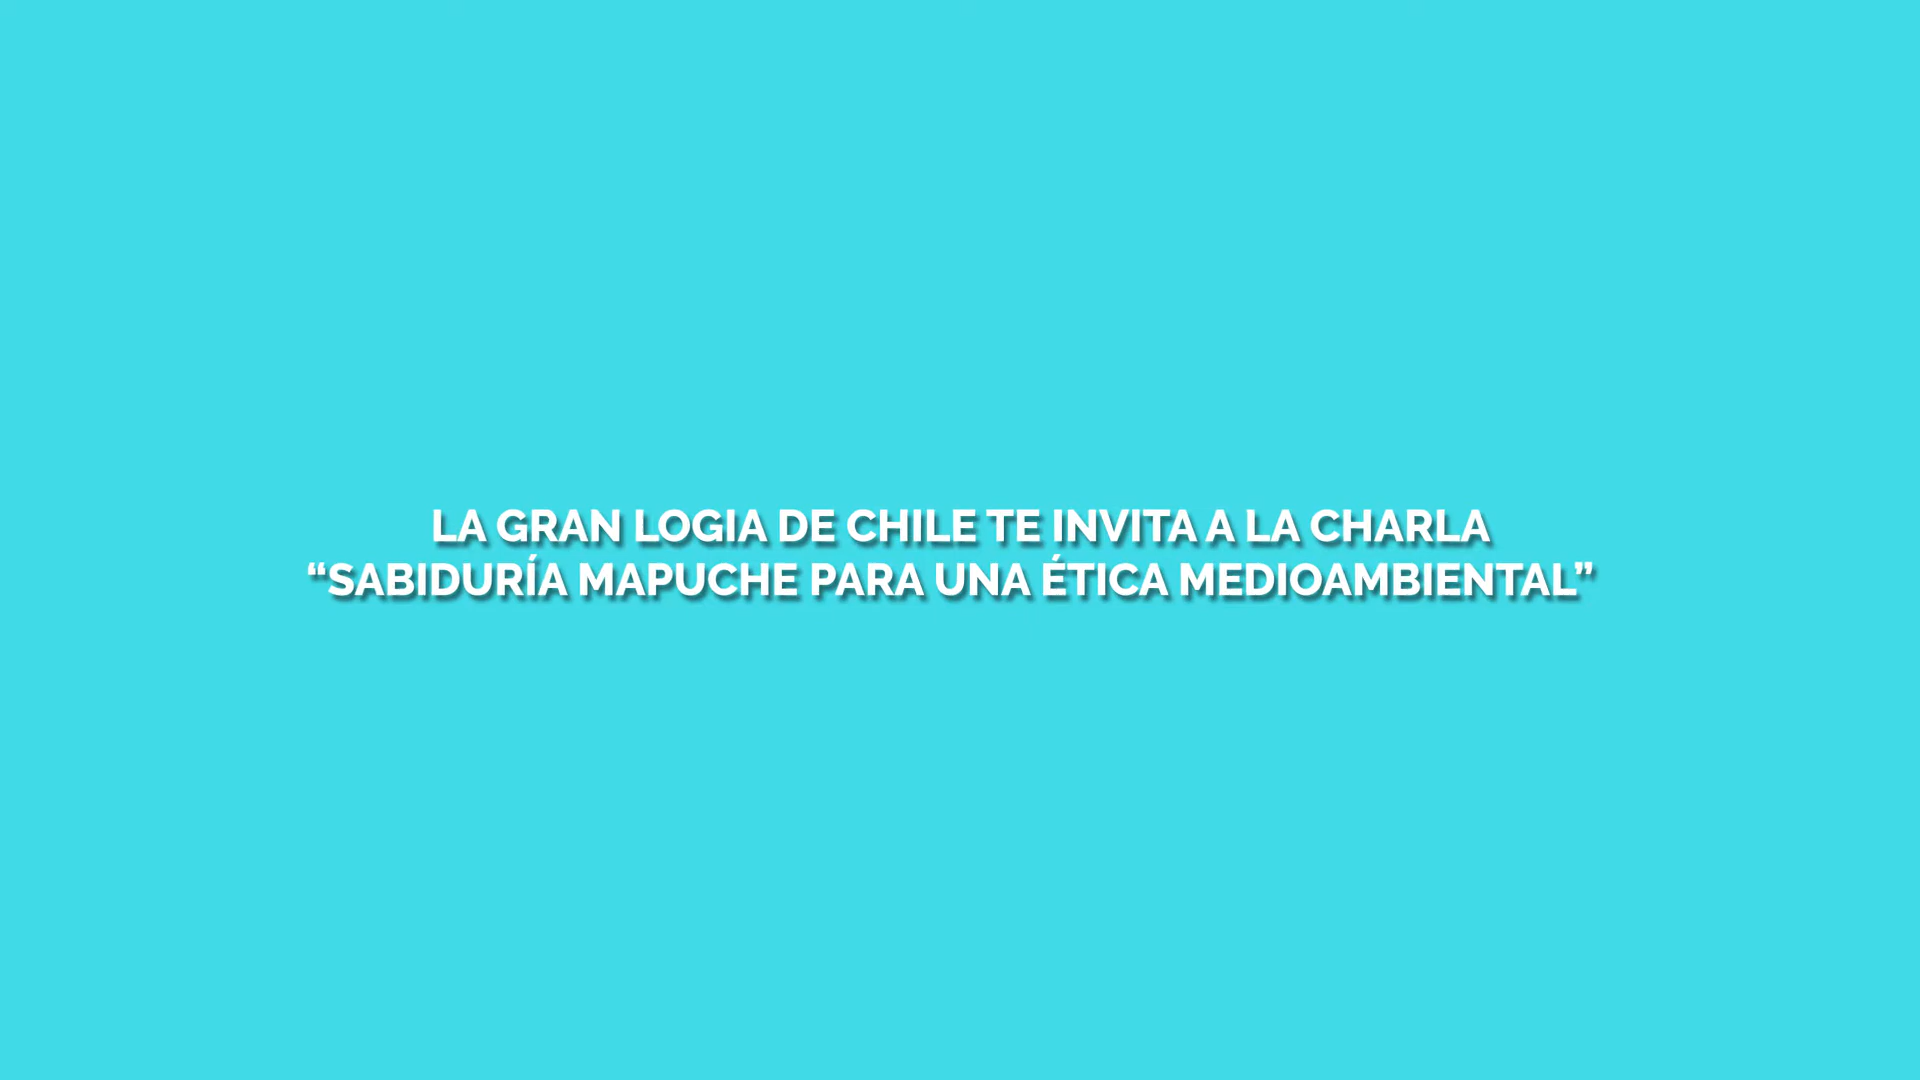 LA GRAN LOGIA DE CHILE TE INVITA A LA CHARLA
“SABIDURÍA MAPUCHE PARA UNA ÉTICA MEDIOAMBIENTAL”